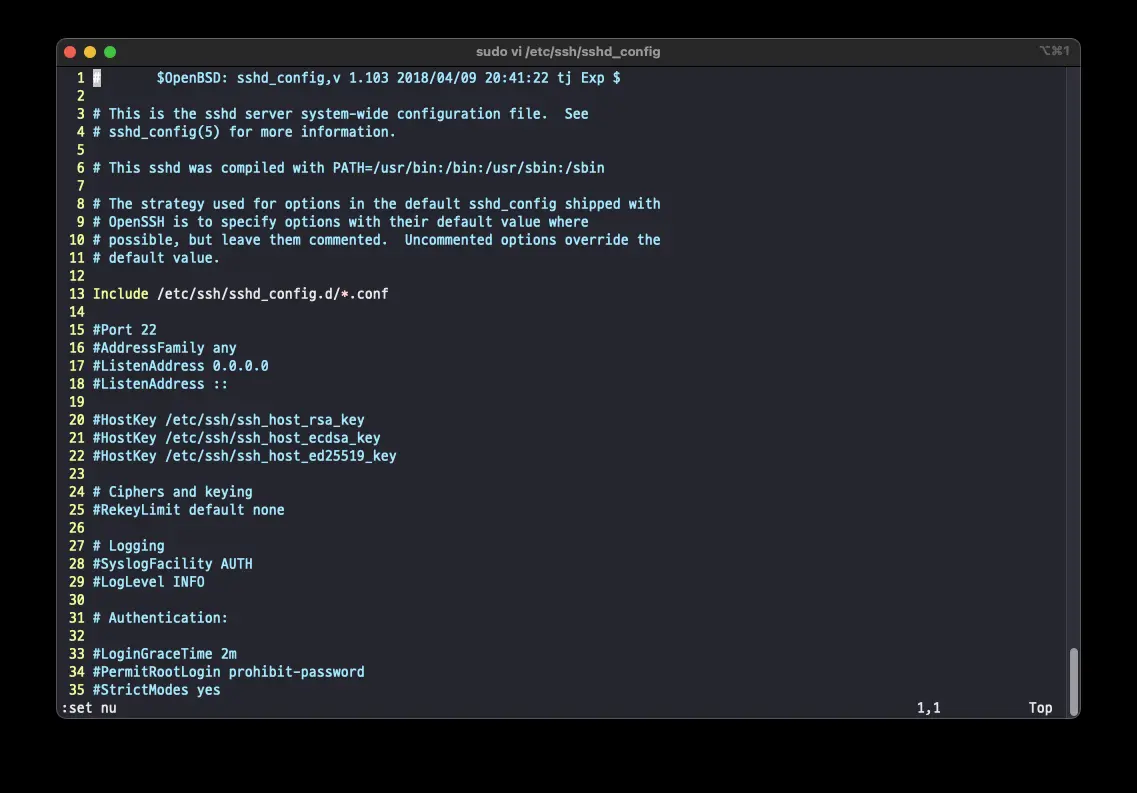 sudo vi /etc/ssh/sshd_config ⌥⌘1
1 #       $OpenBSD: sshd_config,v 1.103 2018/04/09 20:41:22 tj Exp $
2
3 # This is the sshd server system-wide configuration file.  See
4 # sshd_config(5) for more information.
5
6 # This sshd was compiled with PATH=/usr/bin:/bin:/usr/sbin:/sbin
7
8 # The strategy used for options in the default sshd_config shipped with
9 # OpenSSH is to specify options with their default value where
10 # possible, but leave them commented.  Uncommented options override the
11 # default value.
12
13 Include /etc/ssh/sshd_config.d/*.conf
14
15 #Port 22
16 #AddressFamily any
17 #ListenAddress 0.0.0.0
18 #ListenAddress ::
19
20 #HostKey /etc/ssh/ssh_host_rsa_key
21 #HostKey /etc/ssh/ssh_host_ecdsa_key
22 #HostKey /etc/ssh/ssh_host_ed25519_key
23
24 # Ciphers and keying
25 #RekeyLimit default none
26
27 # Logging
28 #SyslogFacility AUTH
29 #LogLevel INFO
30
31 # Authentication:
32
33 #LoginGraceTime 2m
34 #PermitRootLogin prohibit-password
35 #StrictModes yes
:set nu 1,1 Top